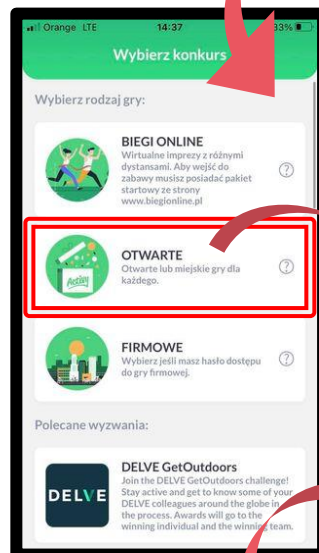 Orange LTE 14:37 33%
Wybierz konkurs
Wybierz rodzaj gry:
BIEGI ONLINE
Wirtualne imprezy z różnymi
dystansami. Aby wejść do
zabawy musisz posiadać pakiet
startowy ze strony
www.biegionline.pl
?
OTWARTE
Otwarte lub miejskie gry dla
każdego.
?
Activy
FIRMOWE
Wybierz jeśli masz hasło dostępu
do gry firmowej.
?
Polecane wyzwania:
DELVE
DELVE GetOutdoors
Join the DELVE GetOutdoors challenge!
Stay active and get to know some of your
DELVE colleagues around the globe in
the process. Awards will go to the
winning individual and the winning team.